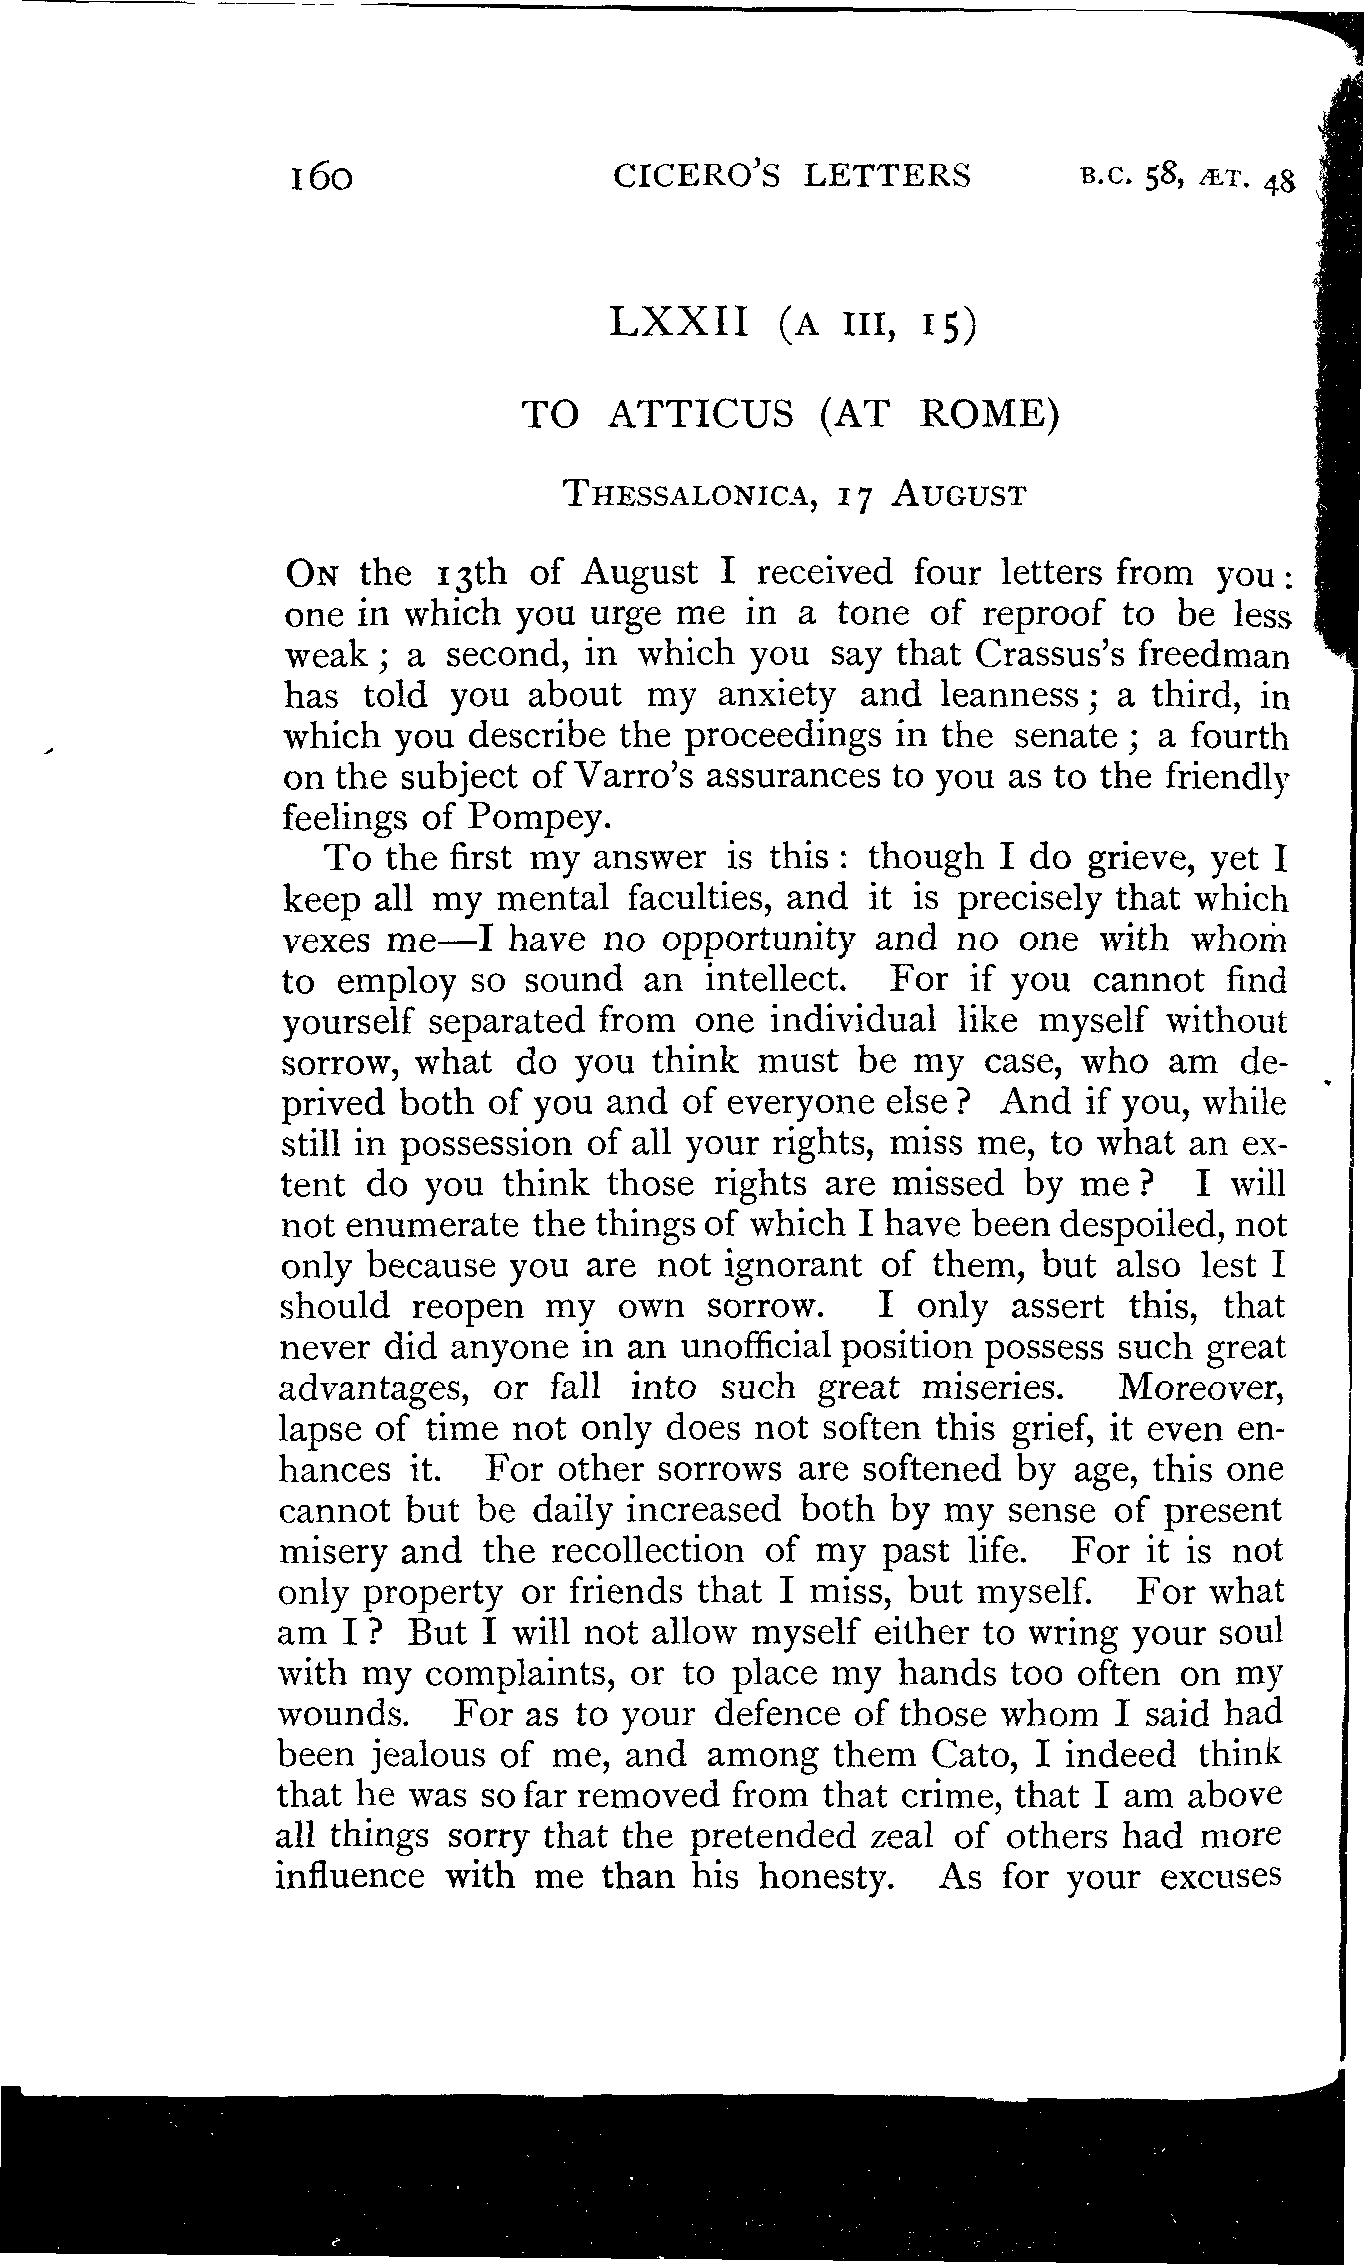 160 CICERO'S LETTERS B.C. 58, ÆT. 48
LXXII (A III, 15)
TO ATTICUS (AT ROME)
THESSALONICA, 17 AUGUST
ON the 13th of August I received four letters from you :
one in which you urge me in a tone of reproof to be less
weak ; a second, in which you say that Crassus's freedman
has told you about my anxiety and leanness ; a third, in
which you describe the proceedings in the senate ; a fourth
on the subject of Varro's assurances to you as to the friendly
feelings of Pompey.
To the first my answer is this : though I do grieve, yet I
keep all my mental faculties, and it is precisely that which
vexes me—I have no opportunity and no one with whom
to employ so sound an intellect. For if you cannot find
yourself separated from one individual like myself without
sorrow, what do you think must be my case, who am de-
prived both of you and of everyone else ? And if you, while
still in possession of all your rights, miss me, to what an ex-
tent do you think those rights are missed by me ? I will
not enumerate the things of which I have been despoiled, not
only because you are not ignorant of them, but also lest I
should reopen my own sorrow. I only assert this, that
never did anyone in an unofficial position possess such great
advantages, or fall into such great miseries. Moreover,
lapse of time not only does not soften this grief, it even en-
hances it. For other sorrows are softened by age, this one
cannot but be daily increased both by my sense of present
misery and the recollection of my past life. For it is not
only property or friends that I miss, but myself. For what
am I ? But I will not allow myself either to wring your soul
with my complaints, or to place my hands too often on my
wounds. For as to your defence of those whom I said had
been jealous of me, and among them Cato, I indeed think
that he was so far removed from that crime, that I am above
all things sorry that the pretended zeal of others had more
influence with me than his honesty. As for your excuses